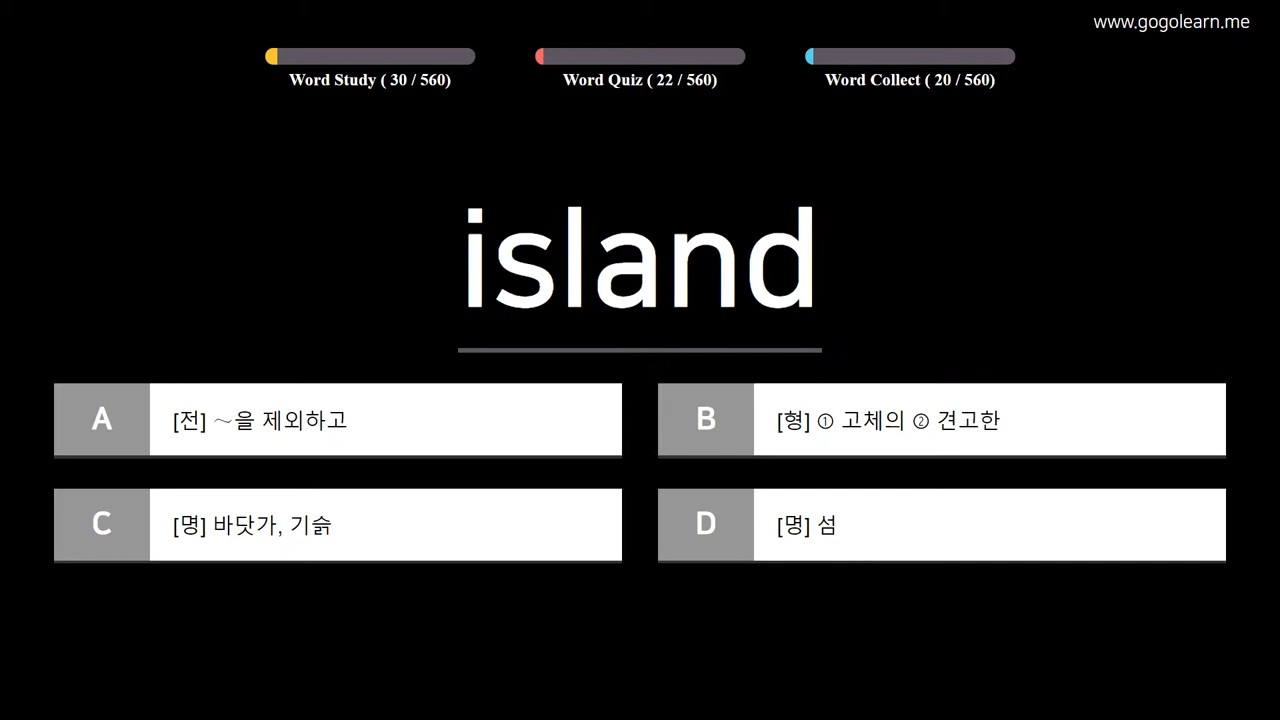 www.gogolearn.me
Word Study ( 30 / 560)
Word Quiz ( 22 / 560)
Word Collect ( 20 / 560)
island
A [전] ～을 제외하고
B [형] ① 고체의 ② 견고한
C [명] 바닷가, 기슭
D [명] 섬